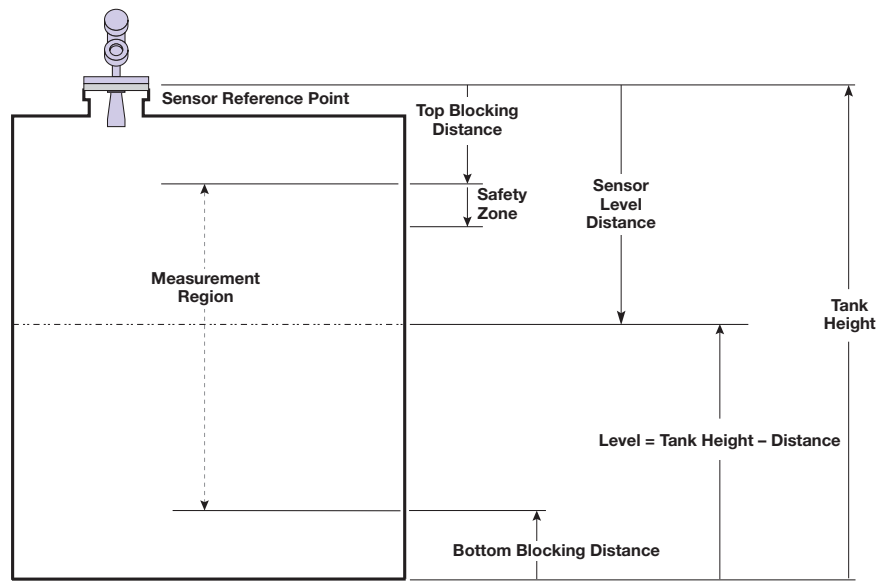 Sensor Reference Point
Top Blocking
Distance
Safety
Zone
Sensor
Level
Distance
Measurement
Region
Tank
Height
Level = Tank Height – Distance
Bottom Blocking Distance